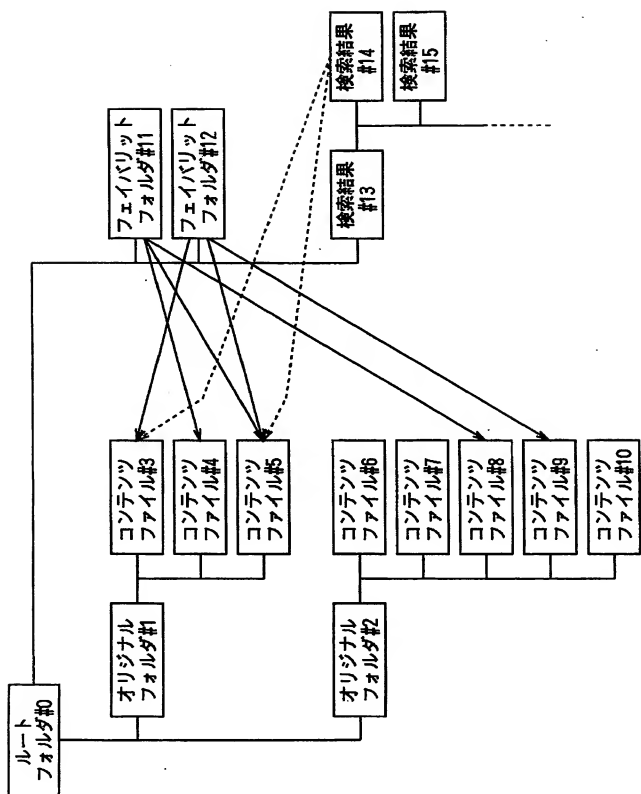 ルート
フォルダ#0
オリジナル
フォルダ#1
コンテンツ
ファイル#3
コンテンツ
ファイル#4
コンテンツ
ファイル#5
オリジナル
フォルダ#2
コンテンツ
ファイル#6
コンテンツ
ファイル#7
コンテンツ
ファイル#8
コンテンツ
ファイル#9
コンテンツ
ファイル#10
フェイバリット
フォルダ#11
フェイバリット
フォルダ#12
検索結果
#13
検索結果
#14
検索結果
#15